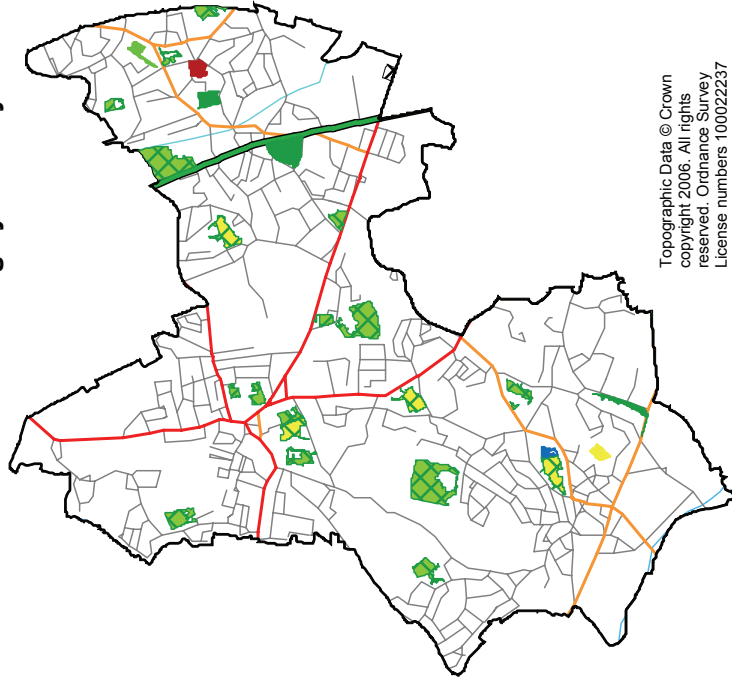 Topographic Data © Crown
copyright 2006. All rights
reserved. Ordnance Survey
License numbers 100022237